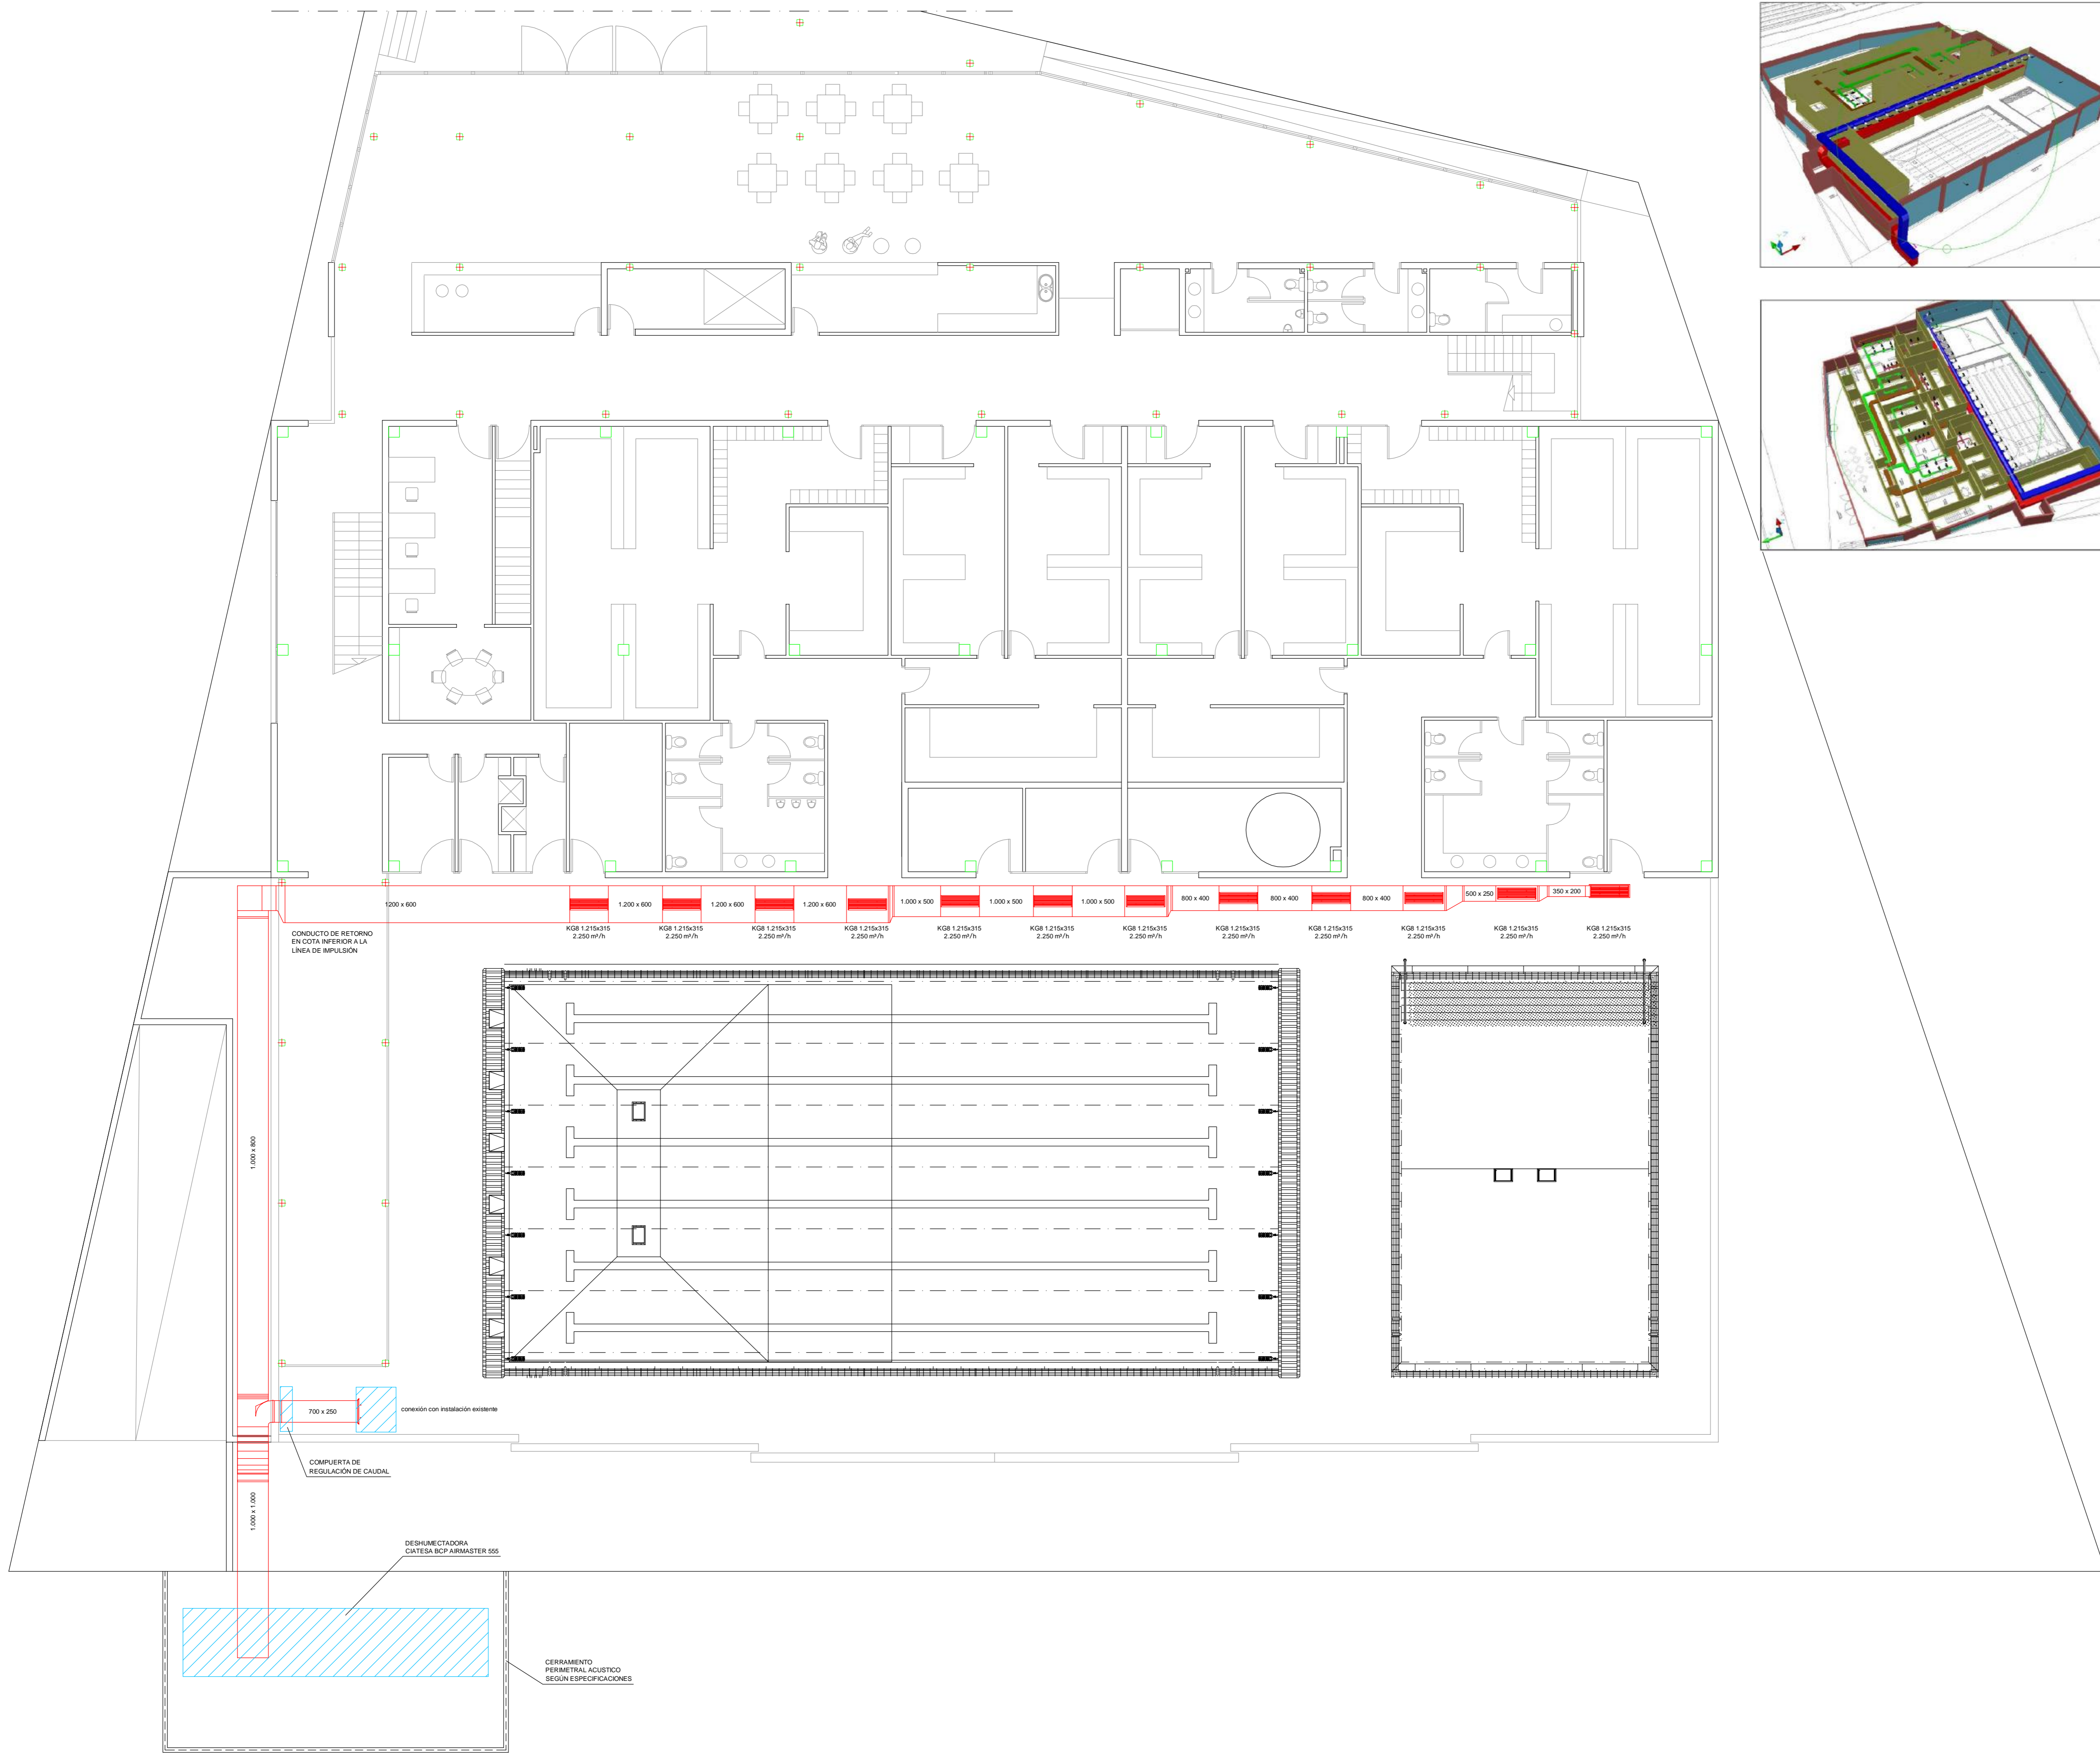 1200 x 600
1.200 x 600
1.200 x 600
1.200 x 600
1.000 x 500
1.000 x 500
1.000 x 500
800 x 400
800 x 400
800 x 400
500 x 250
350 x 200
KG8 1.215x315
2.250 m³/h
KG8 1.215x315
2.250 m³/h
KG8 1.215x315
2.250 m³/h
KG8 1.215x315
2.250 m³/h
KG8 1.215x315
2.250 m³/h
KG8 1.215x315
2.250 m³/h
KG8 1.215x315
2.250 m³/h
KG8 1.215x315
2.250 m³/h
KG8 1.215x315
2.250 m³/h
KG8 1.215x315
2.250 m³/h
KG8 1.215x315
2.250 m³/h
KG8 1.215x315
2.250 m³/h
CONDUCTO DE RETORNO
EN COTA INFERIOR A LA
LÍNEA DE IMPULSIÓN
1.000 x 800
700 x 250
conexión con instalación existente
COMPUERTA DE
REGULACIÓN DE CAUDAL
1.000 x 1.000
DESHUMECTADORA
CIATESA BCP AIRMASTER 555
CERRAMIENTO
PERIMETRAL ACUSTICO
SEGÚN ESPECIFICACIONES